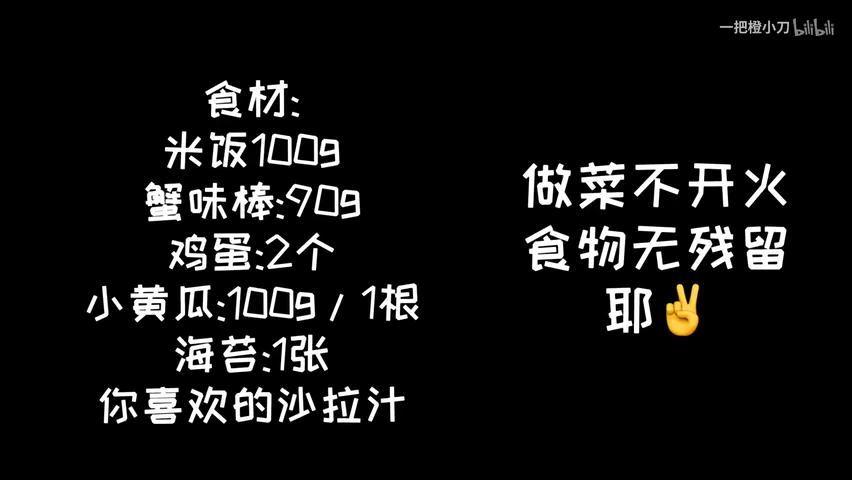 一把橙小刀 bilibili
食材:
米饭100g
蟹味棒:90g
鸡蛋:2个
小黄瓜:100g / 1根
海苔:1张
你喜欢的沙拉汁
做菜不开火
食物无残留
耶✌